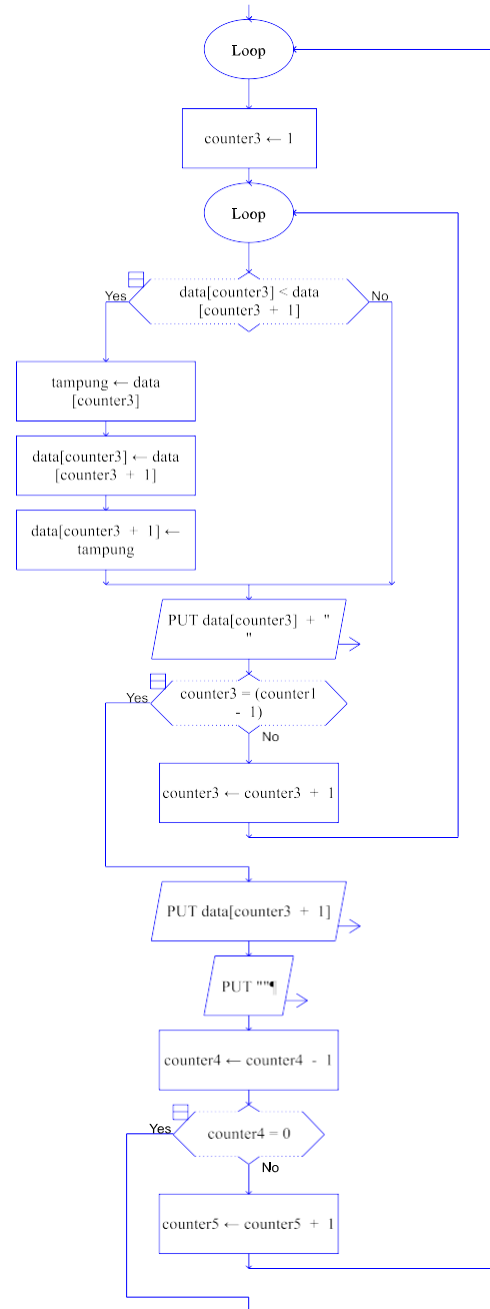 Loop
counter3 ← 1
Loop
data[counter3] < data
[counter3 + 1]
Yes
No
tampung ← data
[counter3]
data[counter3] ← data
[counter3 + 1]
data[counter3 + 1] ←
tampung
PUT data[counter3] + "
"
counter3 = (counter1
- 1)
Yes
No
counter3 ← counter3 + 1
PUT data[counter3 + 1]
PUT ""¶
counter4 ← counter4 - 1
counter4 = 0
Yes
No
counter5 ← counter5 + 1